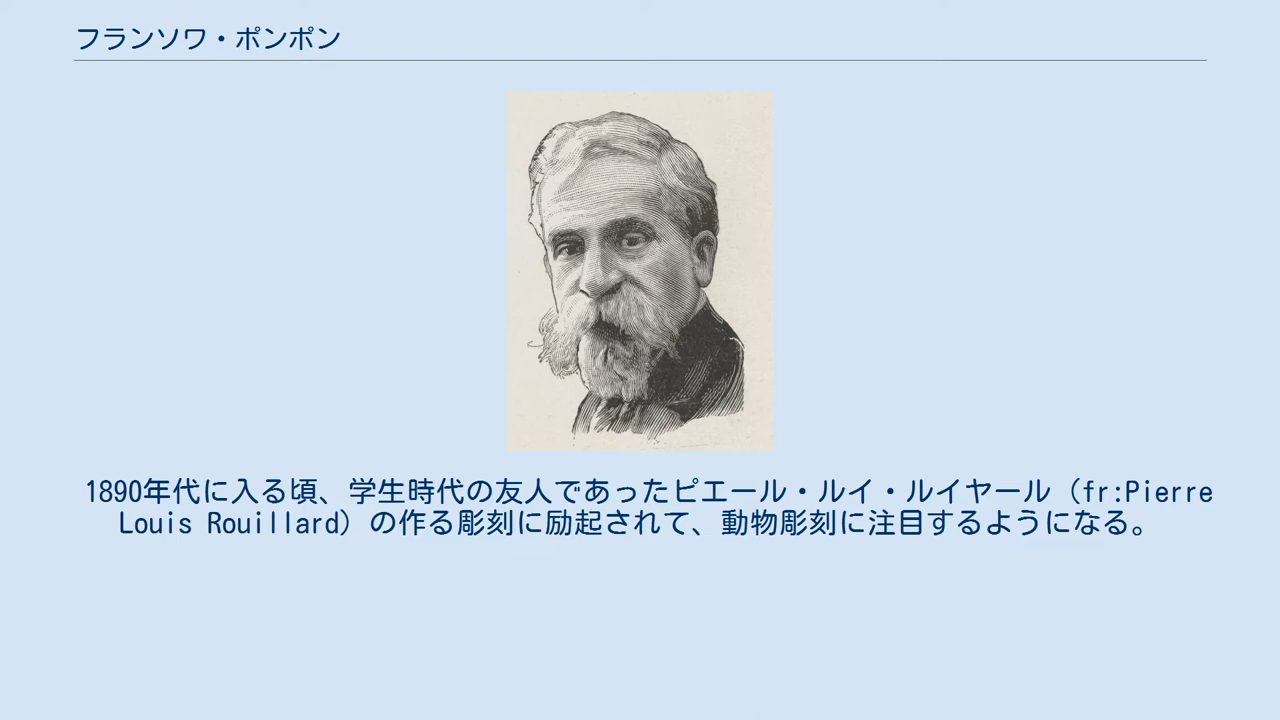 フランソワ・ポンポン
1890年代に入る頃、学生時代の友人であったピエール・ルイ・ルイヤール（fr:Pierre
Louis Rouillard）の作る彫刻に励起されて、動物彫刻に注目するようになる。